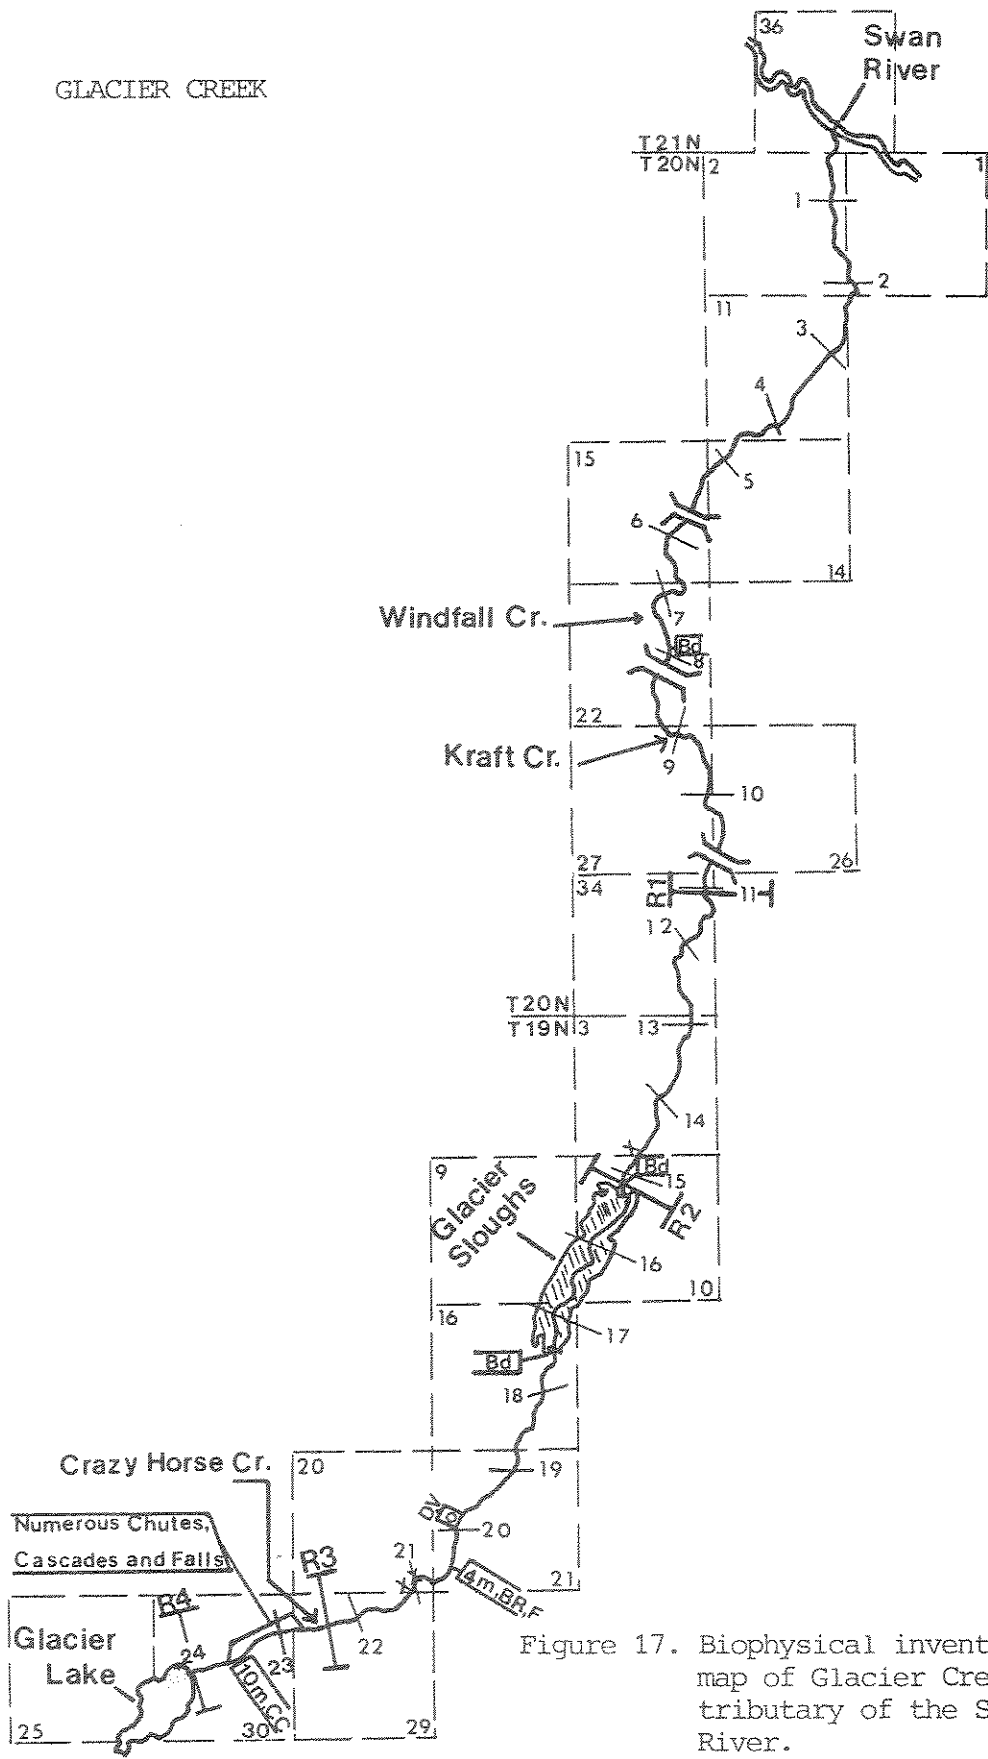 GLACIER CREEK
36
Swan
River
T21N
T20N
2
1
1
2
11
3
4
15
5
6
14
7
Windfall Cr.
Bd
8
22
Kraft Cr.
9
10
27
26
34
R1
11
12
T20N
T19N
3
13
14
9
Bd
15
Glacier
Sloughs
R2
16
10
16
17
Bd
18
Crazy Horse Cr.
20
19
Numerous Chutes,
Cascades and Falls
20
21
R3
4m,BR,F
21
R4
22
Glacier
Lake
24
23
10m,CC
25
30
29
Figure 17. Biophysical invent
map of Glacier Cre
tributary of the S
River.